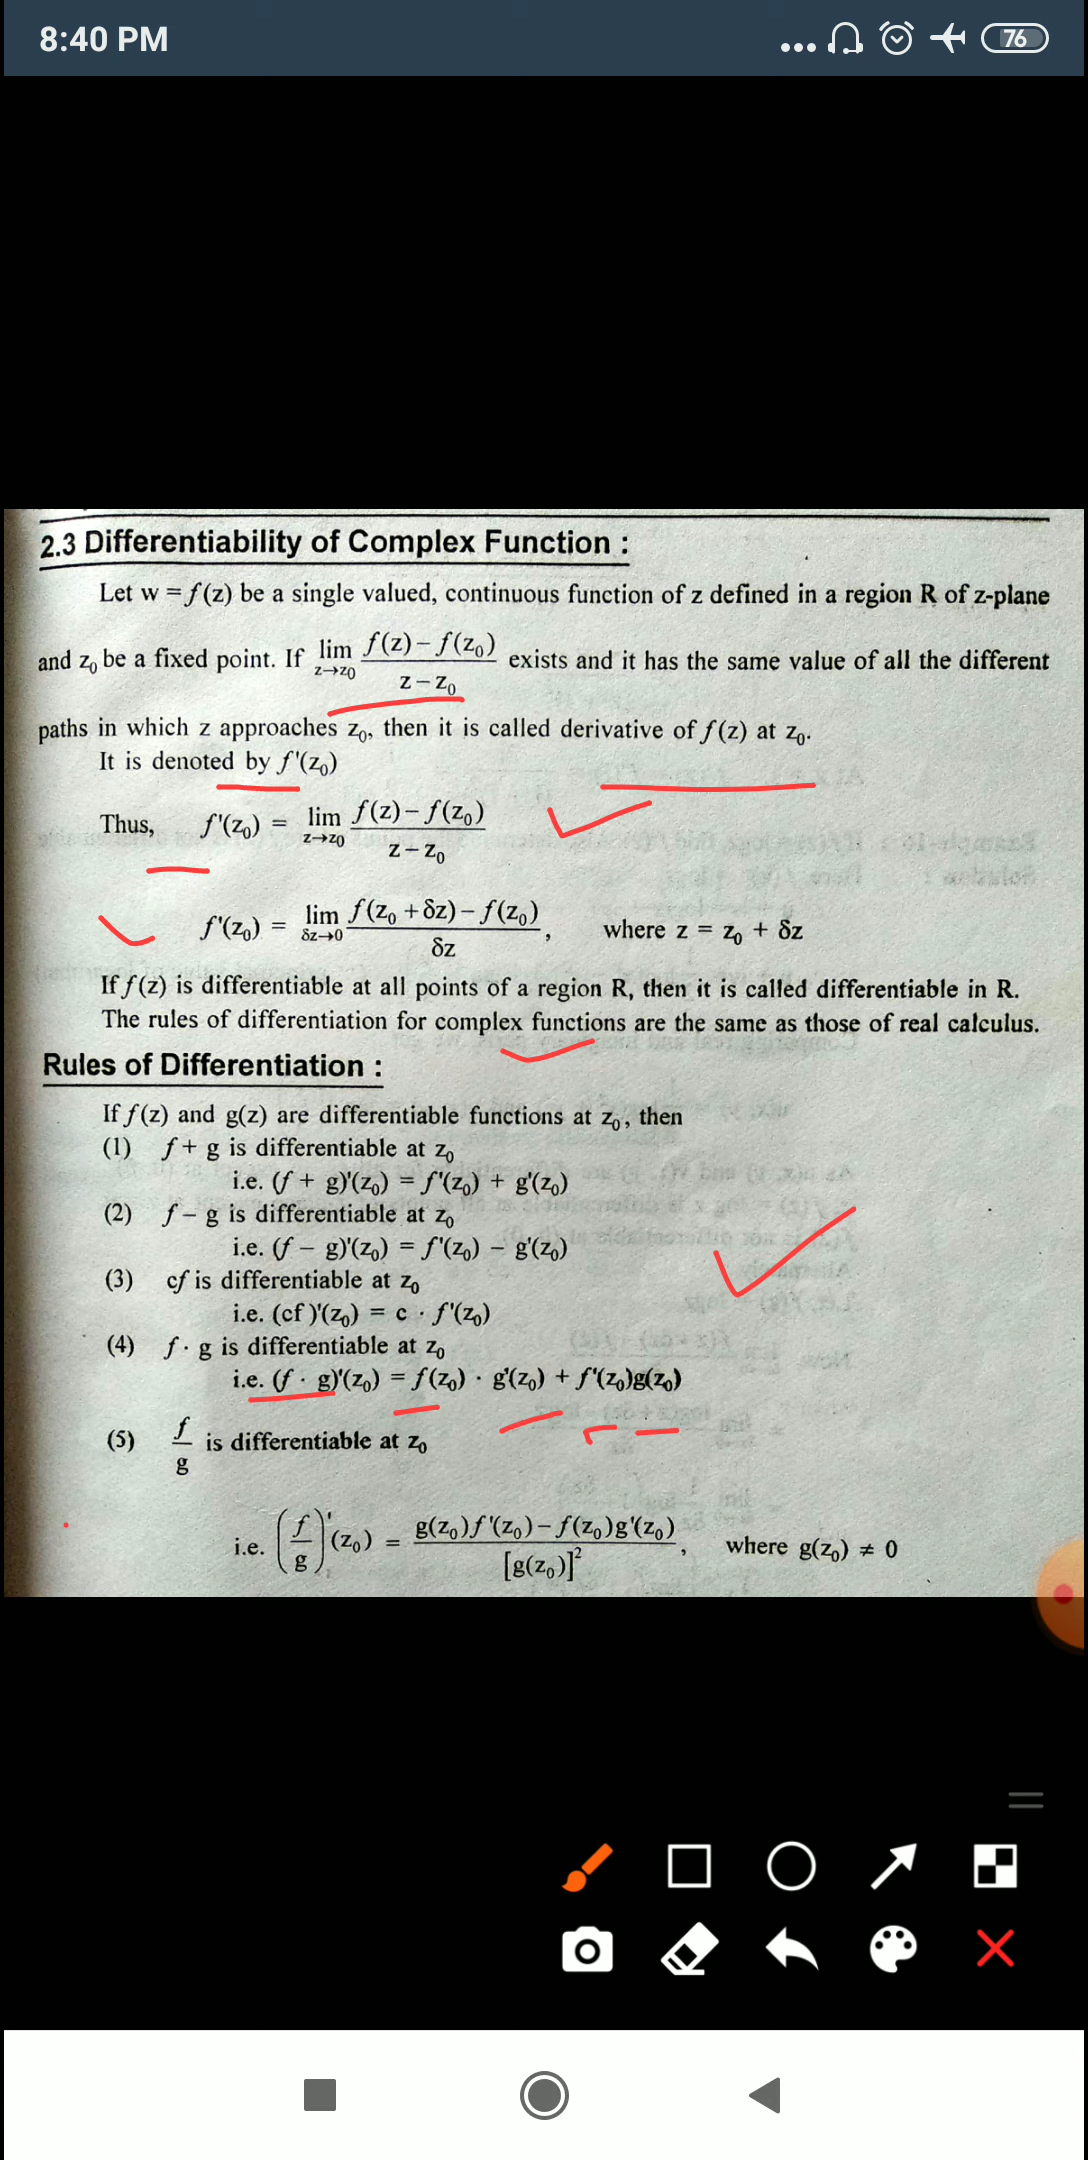 8:40 PM
76
2.3 Differentiability of Complex Function :
Let w = f(z) be a single valued, continuous function of z defined in a region R of z-plane
and z₀ be a fixed point. If lim z→z₀ (f(z) − f(z₀)) / (z − z₀) exists and it has the same value of all the different
paths in which z approaches z₀, then it is called derivative of f(z) at z₀.
It is denoted by f'(z₀)
Thus, f'(z₀) = lim z→z₀ (f(z) − f(z₀)) / (z − z₀)
f'(z₀) = lim δz→0 (f(z₀ + δz) − f(z₀)) / δz, where z = z₀ + δz
If f(z) is differentiable at all points of a region R, then it is called differentiable in R.
The rules of differentiation for complex functions are the same as those of real calculus.
Rules of Differentiation :
If f(z) and g(z) are differentiable functions at z₀, then
(1) f + g is differentiable at z₀
i.e. (f + g)'(z₀) = f'(z₀) + g'(z₀)
(2) f − g is differentiable at z₀
i.e. (f − g)'(z₀) = f'(z₀) − g'(z₀)
(3) cf is differentiable at z₀
i.e. (cf)'(z₀) = c · f'(z₀)
(4) f · g is differentiable at z₀
i.e. (f · g)'(z₀) = f(z₀) · g'(z₀) + f'(z₀)g(z₀)
(5) f/g is differentiable at z₀
i.e. (f/g)'(z₀) = (g(z₀)f'(z₀) − f(z₀)g'(z₀)) / [g(z₀)]², where g(z₀) ≠ 0